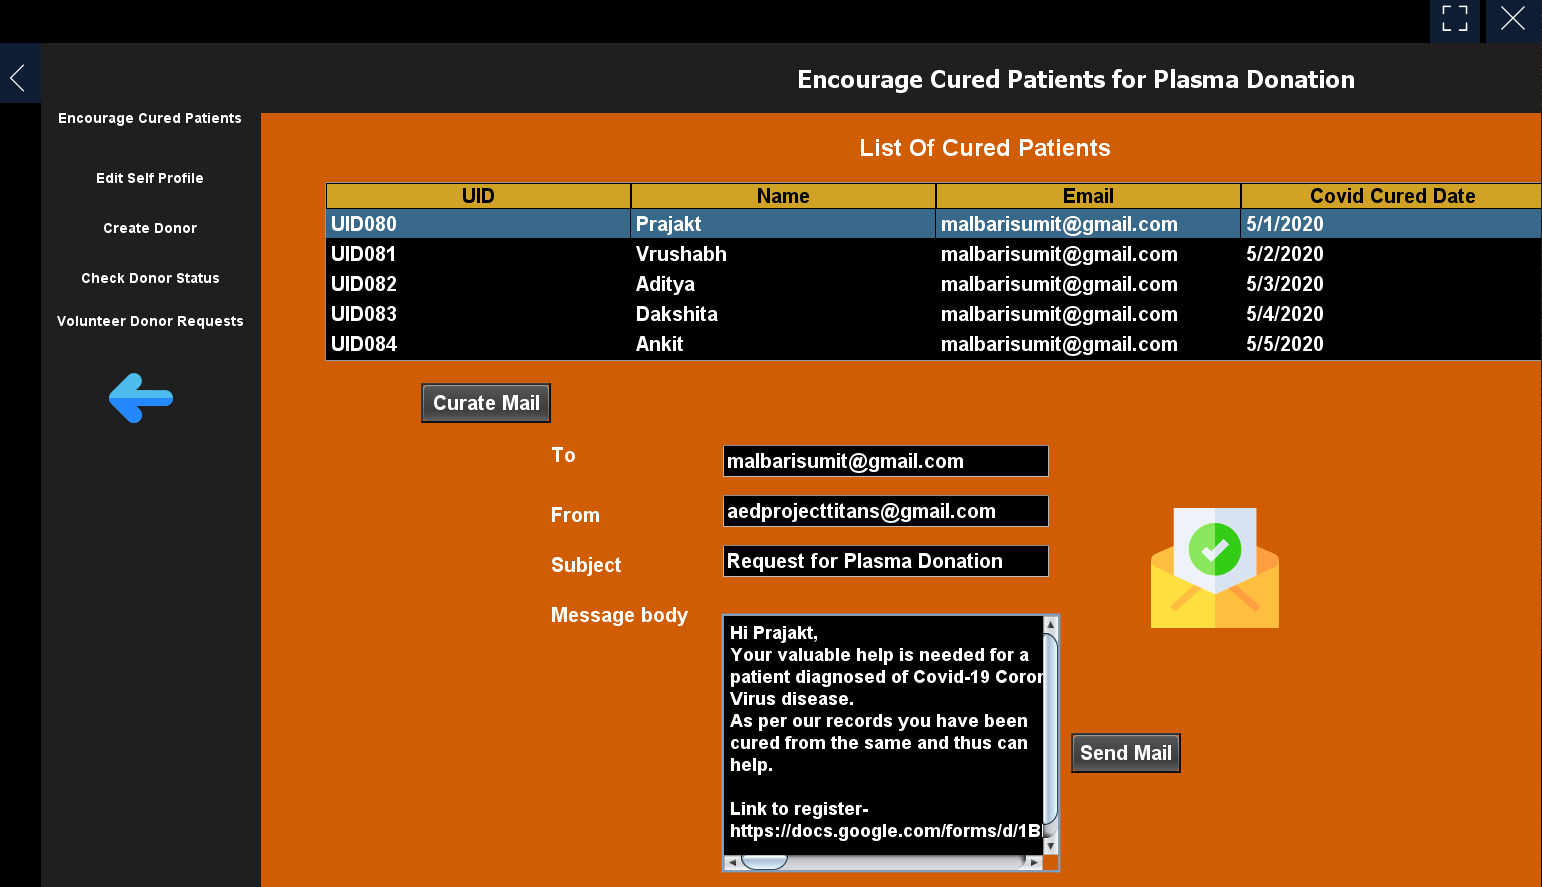 Encourage Cured Patients for Plasma Donation
Encourage Cured Patients
Edit Self Profile
Create Donor
Check Donor Status
Volunteer Donor Requests
List Of Cured Patients
UID Name Email Covid Cured Date
UID080 Prajakt malbarisumit@gmail.com 5/1/2020
UID081 Vrushabh malbarisumit@gmail.com 5/2/2020
UID082 Aditya malbarisumit@gmail.com 5/3/2020
UID083 Dakshita malbarisumit@gmail.com 5/4/2020
UID084 Ankit malbarisumit@gmail.com 5/5/2020
Curate Mail
To malbarisumit@gmail.com
From aedprojecttitans@gmail.com
Subject Request for Plasma Donation
Message body
Hi Prajakt,
Your valuable help is needed for a
patient diagnosed of Covid-19 Coron
Virus disease.
As per our records you have been
cured from the same and thus can
help.
Link to register-
https://docs.google.com/forms/d/1B
Send Mail